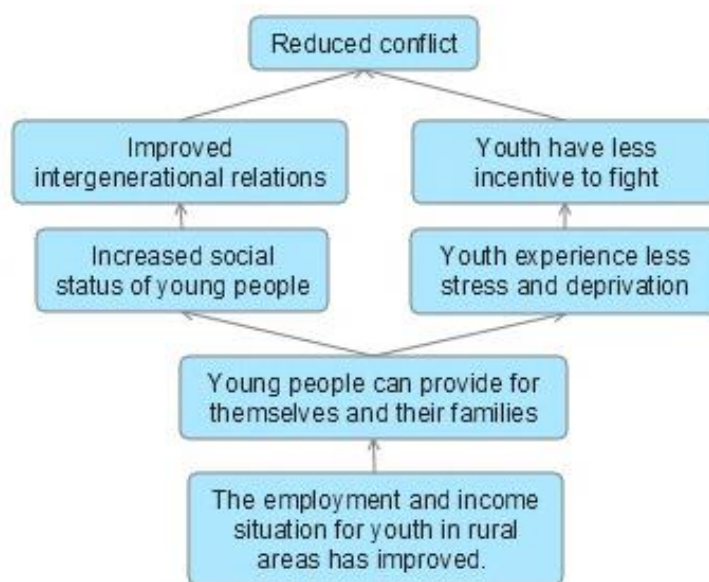 Reduced conflict
Improved
intergenerational relations
Youth have less
incentive to fight
Increased social
status of young people
Youth experience less
stress and deprivation
Young people can provide for
themselves and their families
The employment and income
situation for youth in rural
areas has improved.